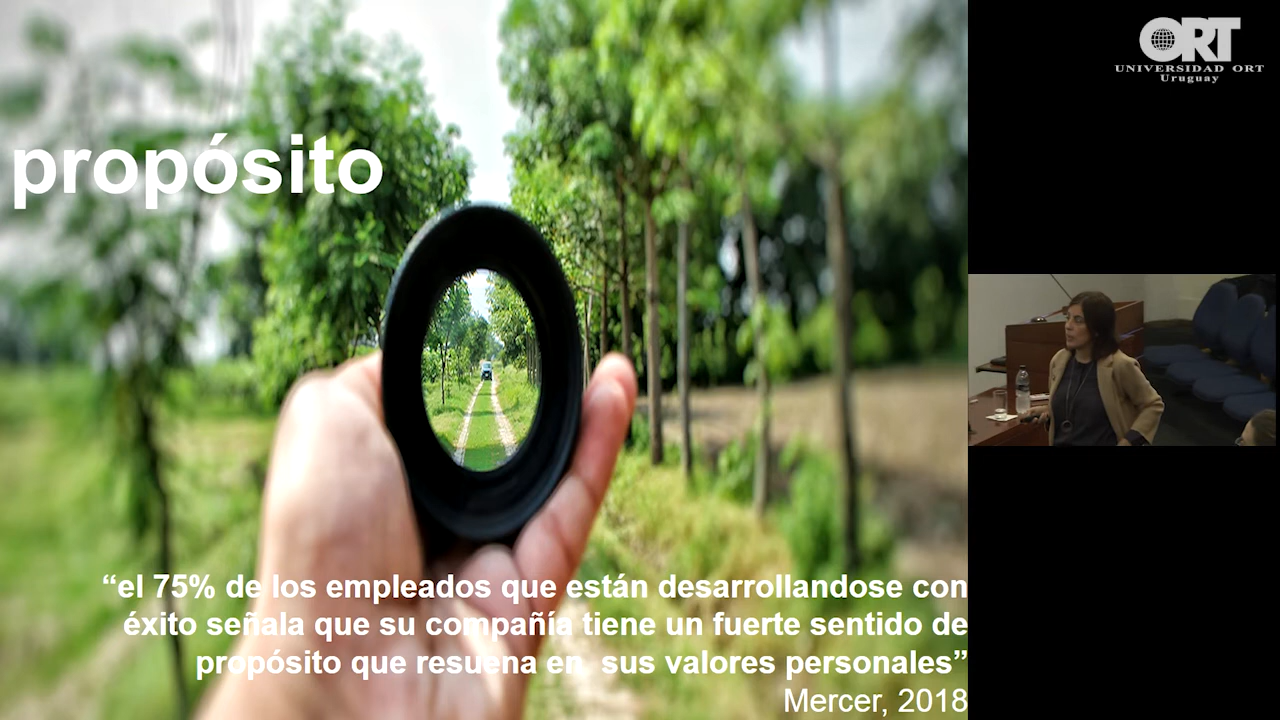 propósito
“el 75% de los empleados que están desarrollandose con
éxito señala que su compañía tiene un fuerte sentido de
propósito que resuena en sus valores personales”
Mercer, 2018
ORT
UNIVERSIDAD ORT
Uruguay